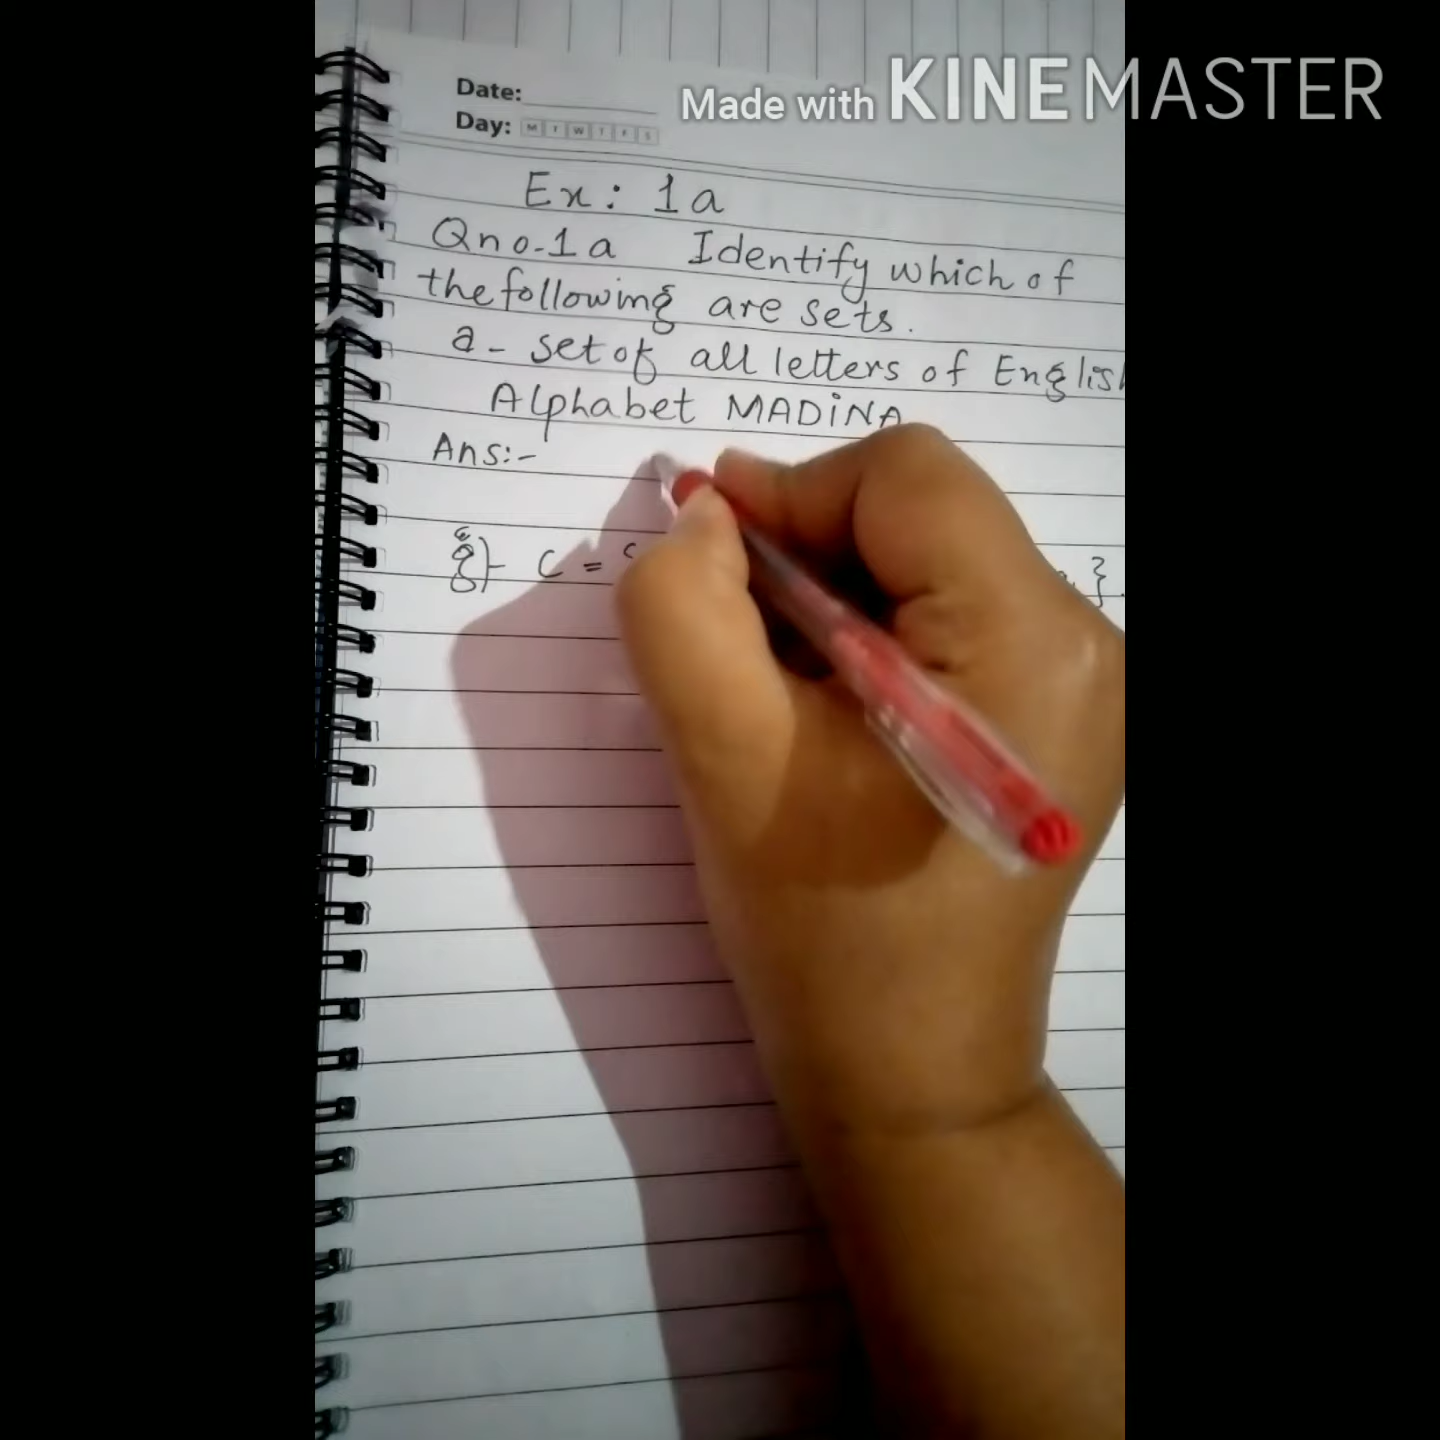 Made with KINEMASTER
Date:
Day: M T W T F S
Ex: 1a
Qno-1a Identify which of
the following are sets.
a- set of all letters of English
Alphabet MADiNA
Ans:-
g)- C = {
}.